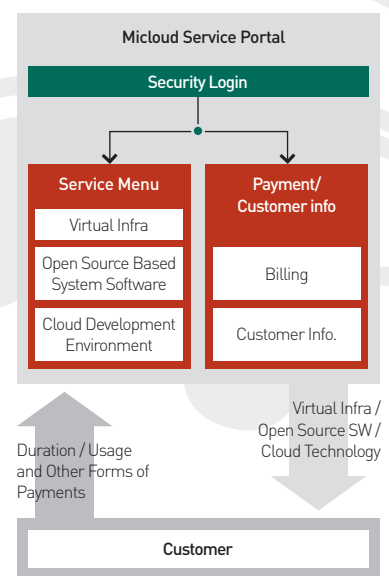 Micloud Service Portal
Security Login
Service Menu
Virtual Infra
Open Source Based
System Software
Cloud Development
Environment
Payment/
Customer info
Billing
Customer Info.
Duration / Usage
and Other Forms of
Payments
Virtual Infra /
Open Source SW /
Cloud Technology
Customer